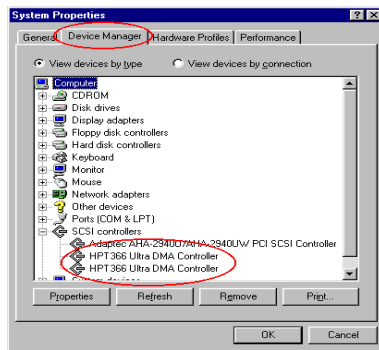 System Properties
General Device Manager Hardware Profiles Performance
View devices by type View devices by connection
Computer
CDROM
Disk drives
Display adapters
Floppy disk controllers
Hard disk controllers
Keyboard
Monitor
Mouse
Network adapters
Other devices
Ports (COM & LPT)
SCSI controllers
Adaptec AHA-294OU/AHA-2940UW PCI SCSI Controller
HPT366 Ultra DMA Controller
HPT366 Ultra DMA Controller
System devices
Properties Refresh Remove Print...
OK Cancel